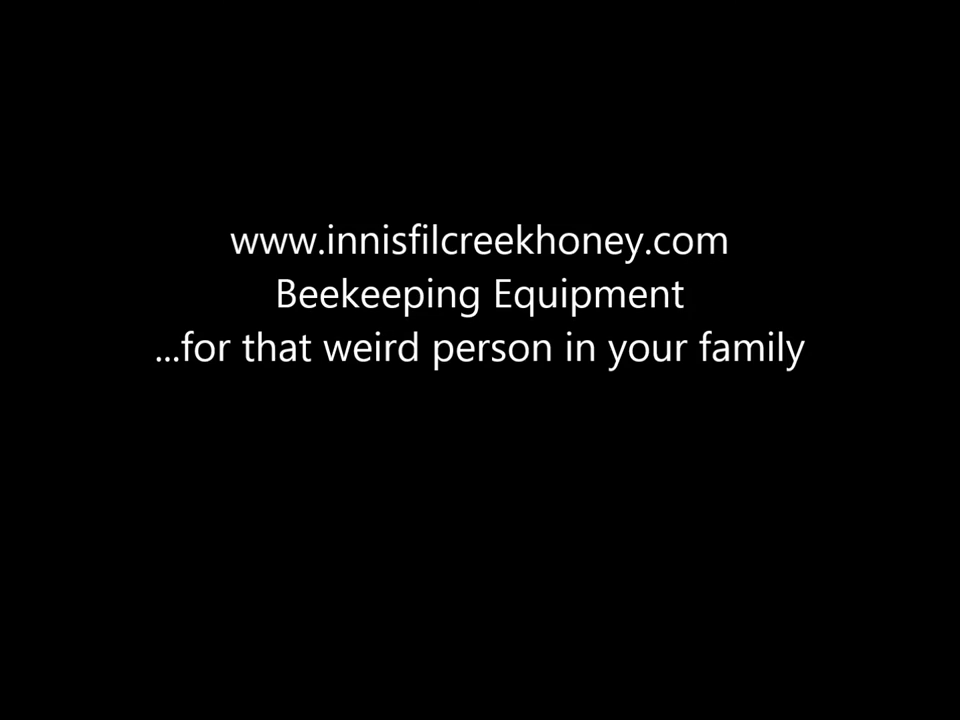 www.innisfilcreekhoney.com
Beekeeping Equipment
...for that weird person in your family